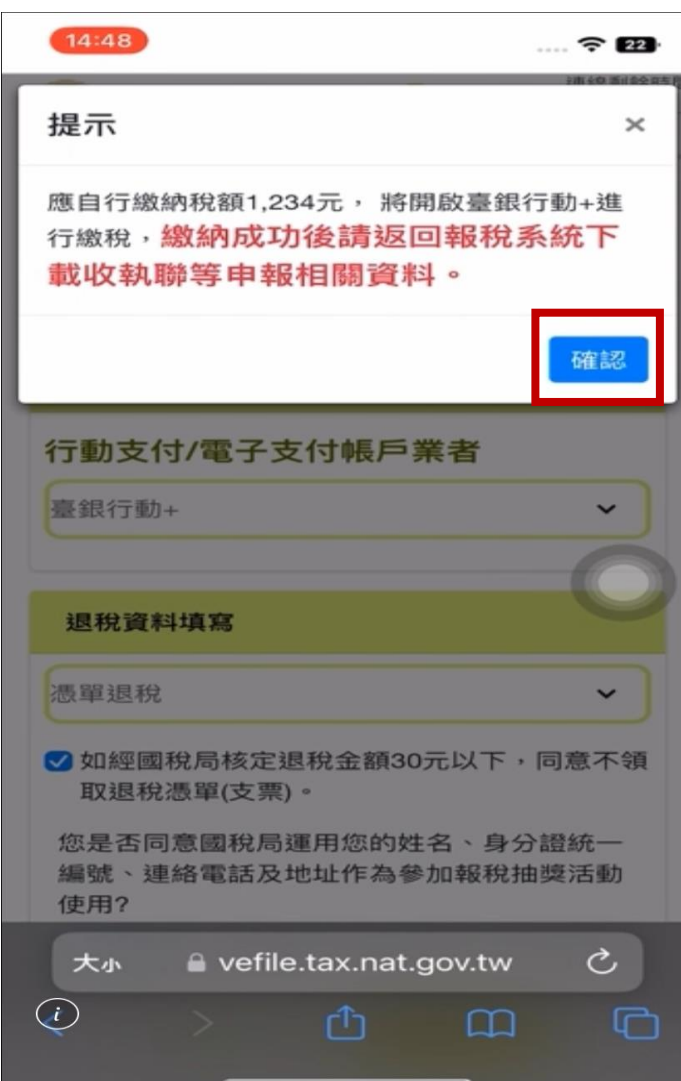 14:48
22
提示
×
應自行繳納稅額1,234元， 將開啟臺銀行動+進
行繳稅，繳納成功後請返回報稅系統下
載收執聯等申報相關資料。
確認
行動支付/電子支付帳戶業者
臺銀行動+
退稅資料填寫
憑單退稅
如經國稅局核定退稅金額30元以下，同意不領
取退稅憑單(支票)。
您是否同意國稅局運用您的姓名、身分證統一
編號、連絡電話及地址作為參加報稅抽獎活動
使用?
大小 vefile.tax.nat.gov.tw
i